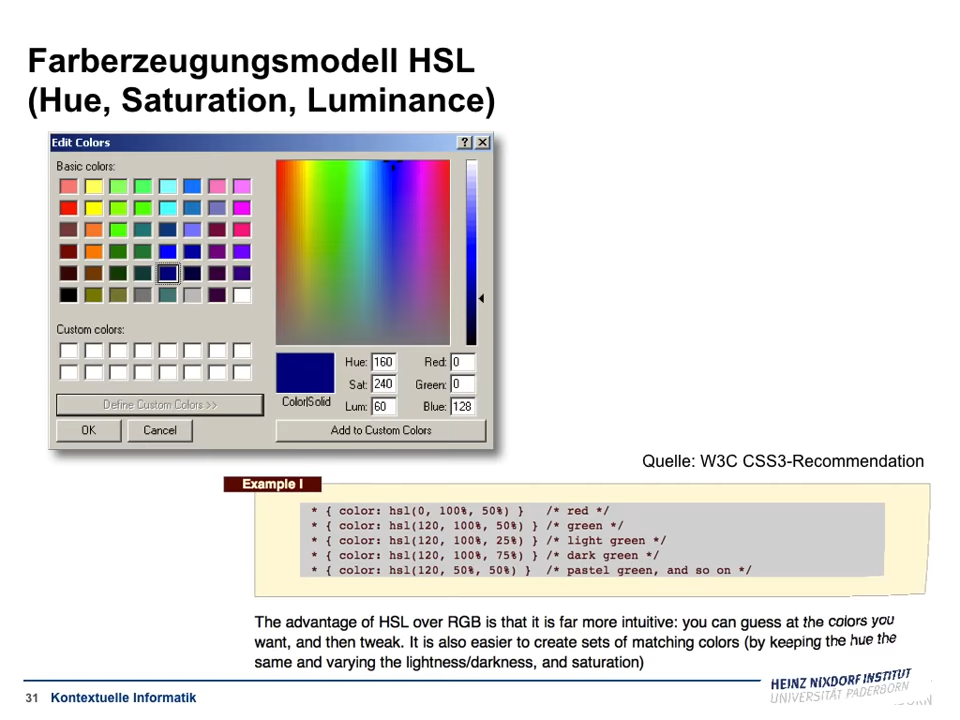 Farberzeugungsmodell HSL
(Hue, Saturation, Luminance)
Edit Colors
Basic colors:
Custom colors:
Define Custom Colors >>
OK
Cancel
Color|Solid
Hue: 160
Sat: 240
Lum: 60
Red: 0
Green: 0
Blue: 128
Add to Custom Colors
Quelle: W3C CSS3-Recommendation
Example I
* { color: hsl(0, 100%, 50%) } /* red */
* { color: hsl(120, 100%, 50%) } /* green */
* { color: hsl(120, 100%, 25%) } /* light green */
* { color: hsl(120, 100%, 75%) } /* dark green */
* { color: hsl(120, 50%, 50%) } /* pastel green, and so on */
The advantage of HSL over RGB is that it is far more intuitive: you can guess at the colors you
want, and then tweak. It is also easier to create sets of matching colors (by keeping the hue the
same and varying the lightness/darkness, and saturation)
31 Kontextuelle Informatik
HEINZ NIXDORF INSTITUT
UNIVERSITÄT PADERBORN